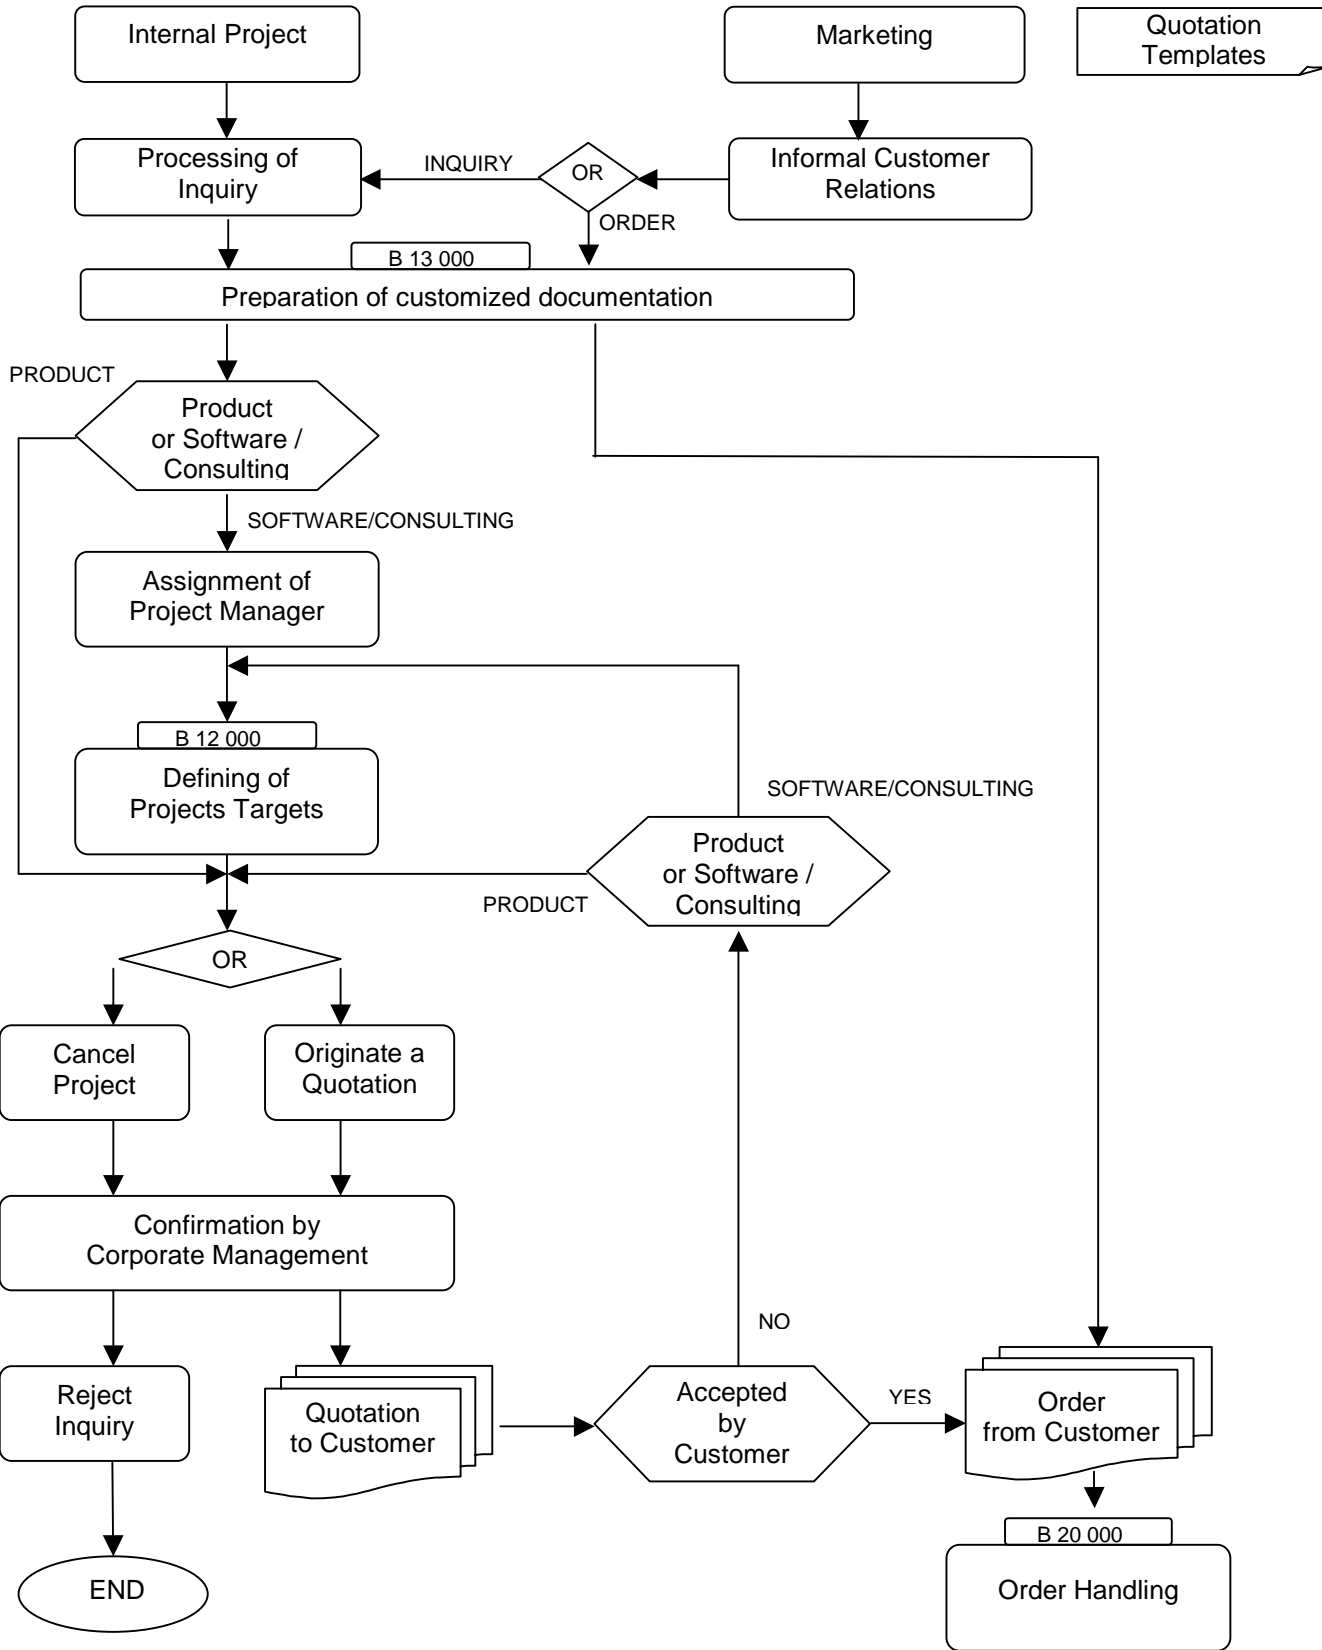 Internal Project
Marketing
Quotation
Templates
Processing of
Inquiry
INQUIRY
OR
Informal Customer
Relations
ORDER
B 13 000
Preparation of customized documentation
PRODUCT
Product
or Software /
Consulting
SOFTWARE/CONSULTING
Assignment of
Project Manager
B 12 000
Defining of
Projects Targets
SOFTWARE/CONSULTING
Product
or Software /
Consulting
PRODUCT
OR
Cancel
Project
Originate a
Quotation
Confirmation by
Corporate Management
NO
Reject
Inquiry
Quotation
to Customer
Accepted
by
Customer
YES
Order
from Customer
B 20 000
Order Handling
END